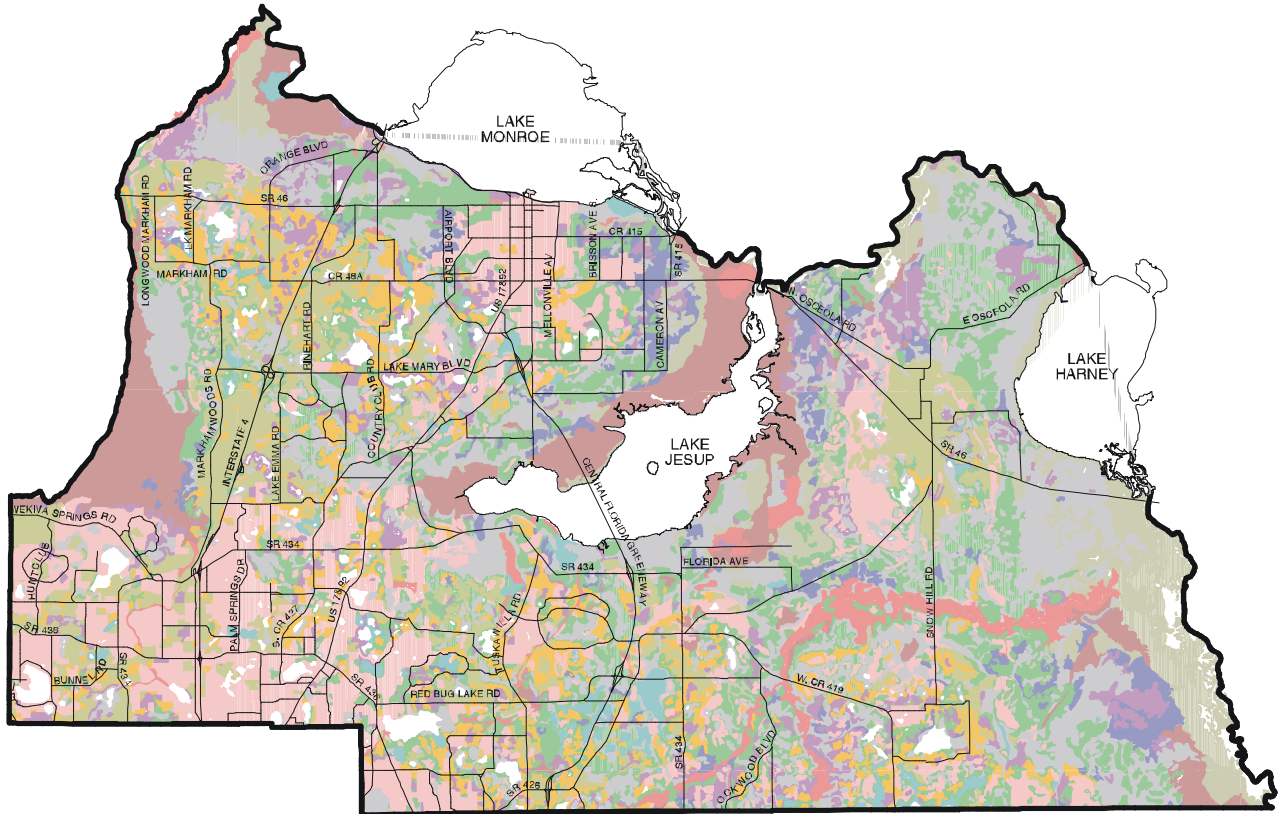 LAKE
MONROE
ORANGE BLVD
SR 46
LONGWOOD MARKHAM RD
MARKHAM RD
AIRPORT BLVD
BRISSON AVE S.
CR 415
SR 415
MARKHAM RD
CR 46A
US 17&92
MELLONVILLE AV
N. OSCEOLA RD
E OSCEOLA RD
RINEHART RD
CAMERON AV
LAKE
HARNEY
LAKE MARY BLVD
COUNTRY CLUB RD
MARKHAM WOODS RD
INTERSTATE 4
LAKE EMMA RD
LAKE
JESUP
SR 46
CENTRAL FLORIDA GREENEWAY
WEKIVA SPRINGS RD
SR 434
SR 434
FLORIDA AVE
HUNT CLUB
PALM SPRINGS DR
S. CR 427
US 17&92
TUSKAWILLA RD
SNOW HILL RD
SR 436
SR 434
BUNNELL RD
SR 436
RED BUG LAKE RD
W. CR 419
SR 434
LOCKWOOD BLVD
SR 426